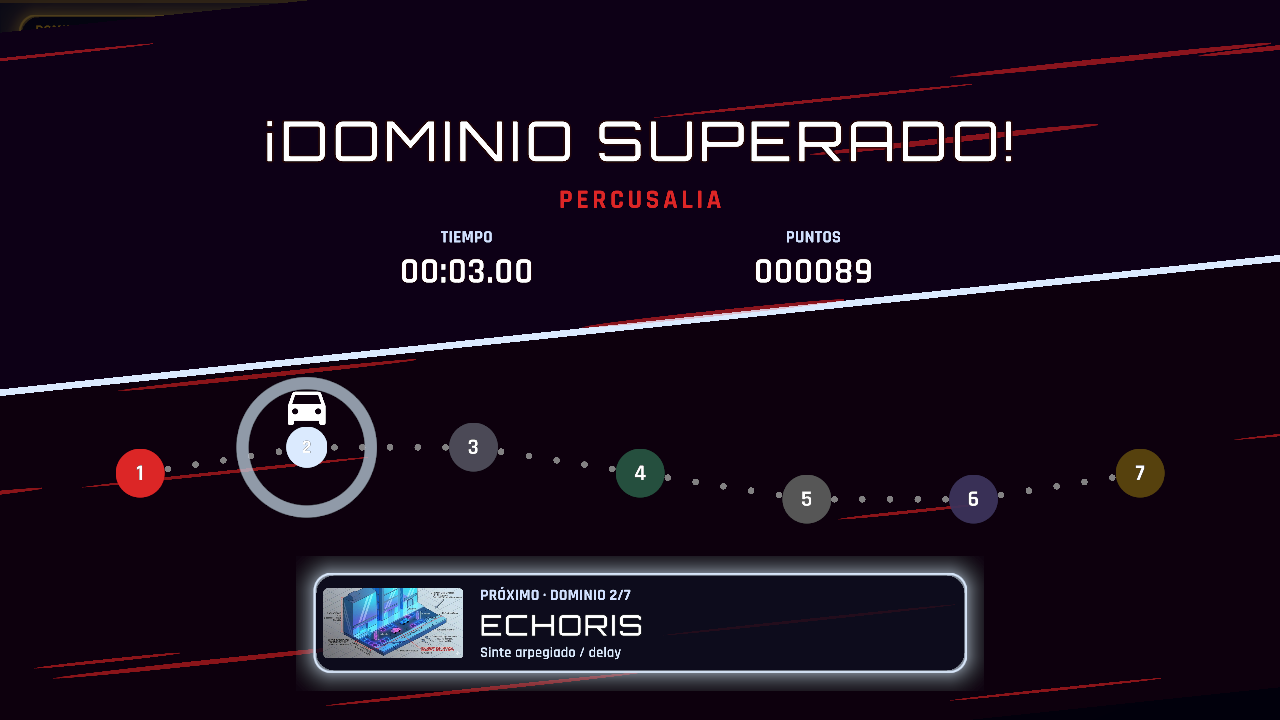 ¡DOMINIO SUPERADO!
PERCUSALIA
TIEMPO
PUNTOS
00:03.00
000089
1
2
3
4
5
6
7
PRÓXIMO · DOMINIO 2/7
ECHORIS
Sinte arpegiado / delay